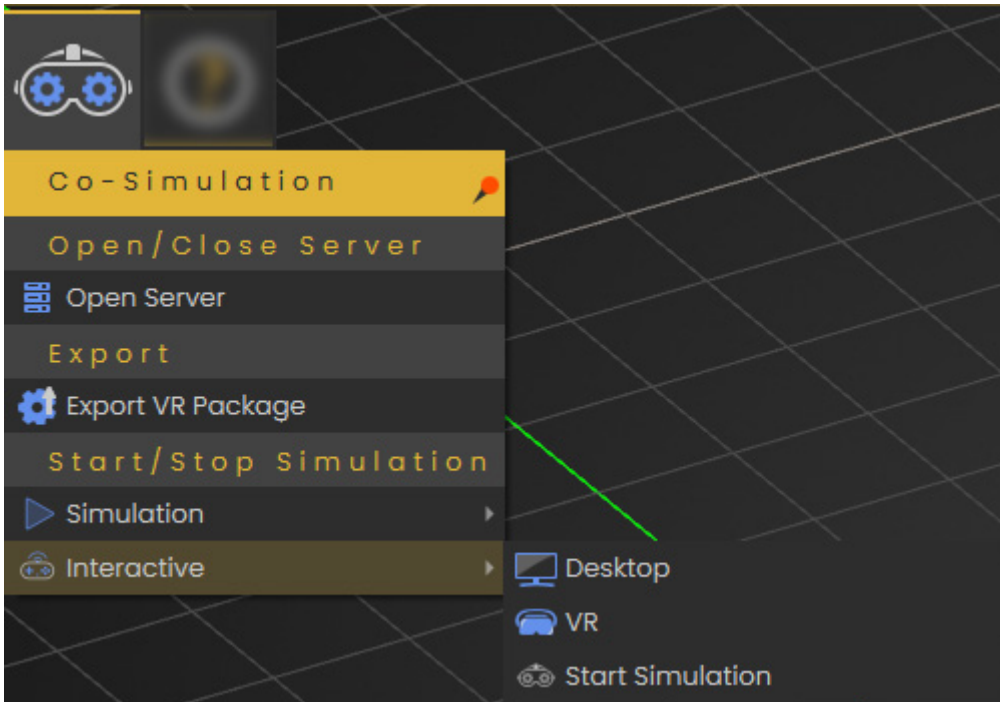 Co-Simulation
Open/Close Server
Open Server
Export
Export VR Package
Start/Stop Simulation
Simulation
Interactive
Desktop
VR
Start Simulation